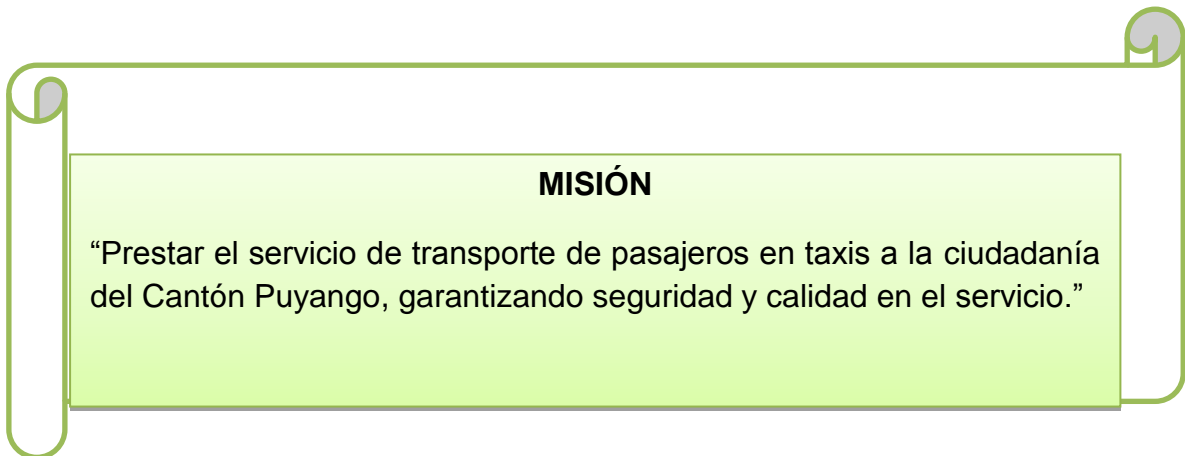 MISIÓN
“Prestar el servicio de transporte de pasajeros en taxis a la ciudadanía
del Cantón Puyango, garantizando seguridad y calidad en el servicio.”